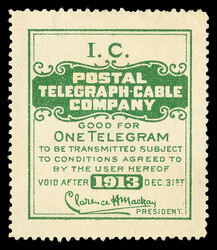 I. C.
POSTAL
TELEGRAPH-CABLE
COMPANY
GOOD FOR
ONE TELEGRAM
TO BE TRANSMITTED SUBJECT
TO CONDITIONS AGREED TO
BY THE USER HEREOF
VOID AFTER 1913 DEC. 31ST
Clarence H Mackay
PRESIDENT.